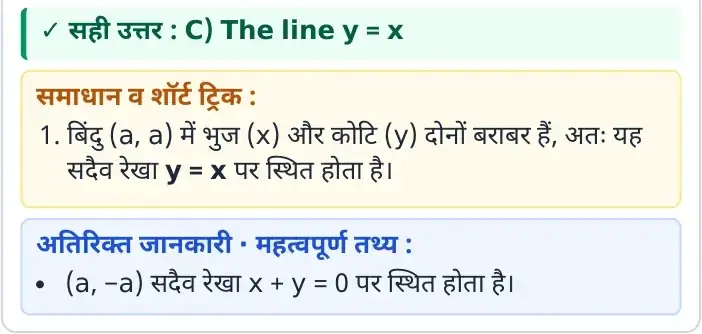 ✓ सही उत्तर : C) The line y = x
समाधान व शॉर्ट ट्रिक :
1. बिंदु (a, a) में भुज (x) और कोटि (y) दोनों बराबर हैं, अतः यह
सदैव रेखा y = x पर स्थित होता है।
अतिरिक्त जानकारी · महत्वपूर्ण तथ्य :
• (a, −a) सदैव रेखा x + y = 0 पर स्थित होता है।